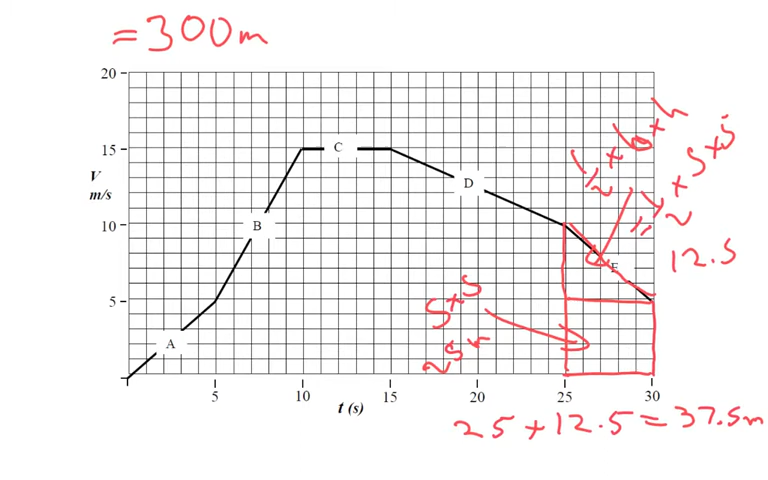 = 300m
20
15
10
5
V
m/s
A
B
C
D
E
5
10
15
20
25
30
t (s)
1/2 × b × h
= 1/2 × 5 × 5
12.5
5 × 5
25m
25 + 12.5 = 37.5m